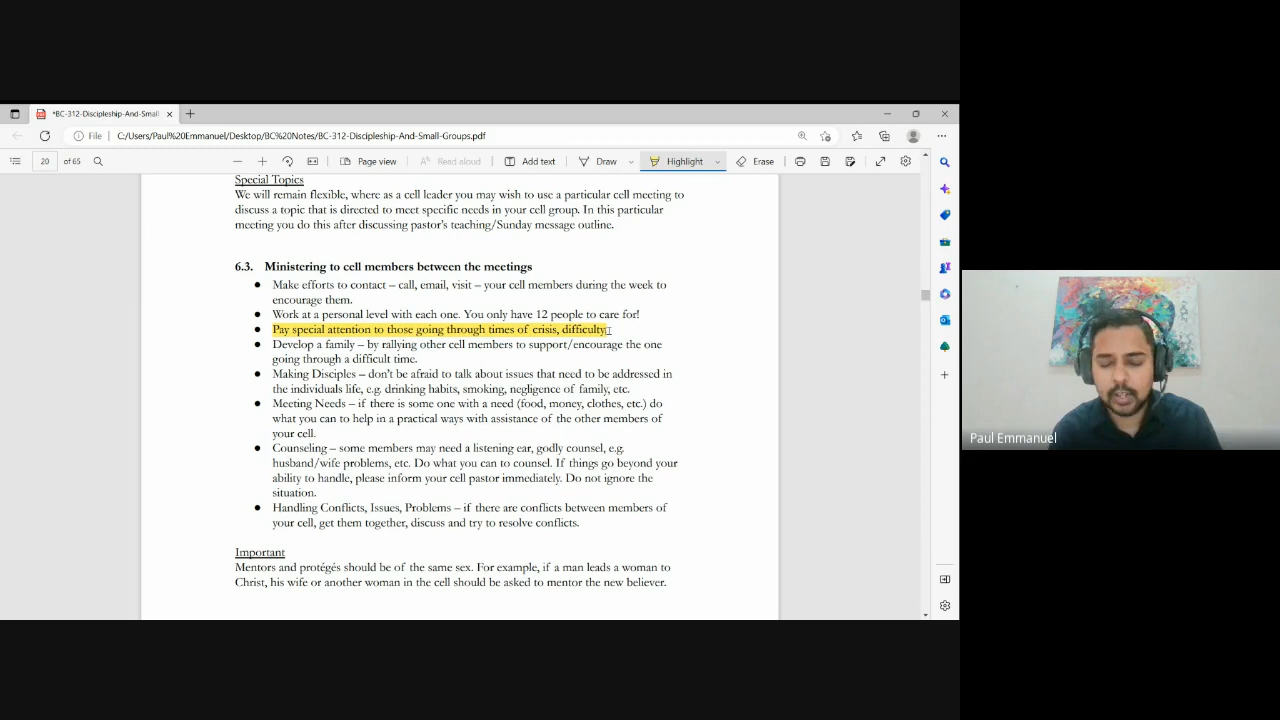 *BC-312-Discipleship-And-Small
File C:/Users/Paul%20Emmanuel/Desktop/BC%20Notes/BC-312-Discipleship-And-Small-Groups.pdf
20 of 65 Page view Read aloud Add text Draw Highlight Erase
Special Topics
We will remain flexible, where as a cell leader you may wish to use a particular cell meeting to
discuss a topic that is directed to meet specific needs in your cell group. In this particular
meeting you do this after discussing pastor's teaching/Sunday message outline.
6.3. Ministering to cell members between the meetings
● Make efforts to contact – call, email, visit – your cell members during the week to
encourage them.
● Work at a personal level with each one. You only have 12 people to care for!
● Pay special attention to those going through times of crisis, difficulty
● Develop a family – by rallying other cell members to support/encourage the one
going through a difficult time.
● Making Disciples – don't be afraid to talk about issues that need to be addressed in
the individuals life, e.g. drinking habits, smoking, negligence of family, etc.
● Meeting Needs – if there is some one with a need (food, money, clothes, etc.) do
what you can to help in a practical ways with assistance of the other members of
your cell.
● Counseling – some members may need a listening ear, godly counsel, e.g.
husband/wife problems, etc. Do what you can to counsel. If things go beyond your
ability to handle, please inform your cell pastor immediately. Do not ignore the
situation.
● Handling Conflicts, Issues, Problems – if there are conflicts between members of
your cell, get them together, discuss and try to resolve conflicts.
Important
Mentors and protégés should be of the same sex. For example, if a man leads a woman to
Christ, his wife or another woman in the cell should be asked to mentor the new believer.
Paul Emmanuel